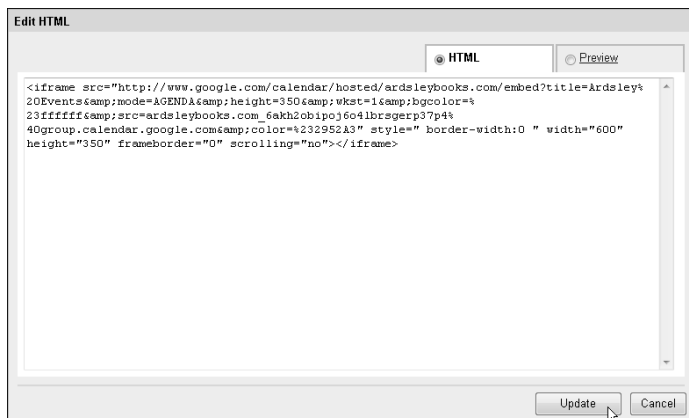 Edit HTML
HTML
Preview
<iframe src="http://www.google.com/calendar/hosted/ardsleybooks.com/embed?title=Ardsley%
20Events&amp;mode=AGENDA&amp;height=350&amp;wkst=1&amp;bgcolor=%
23ffffff&amp;src=ardsleybooks.com_6akh2obipoj6o4lbrsgerp37p4%
40group.calendar.google.com&amp;color=%232952A3" style=" border-width:0 " width="600"
height="350" frameborder="0" scrolling="no"></iframe>
Update
Cancel